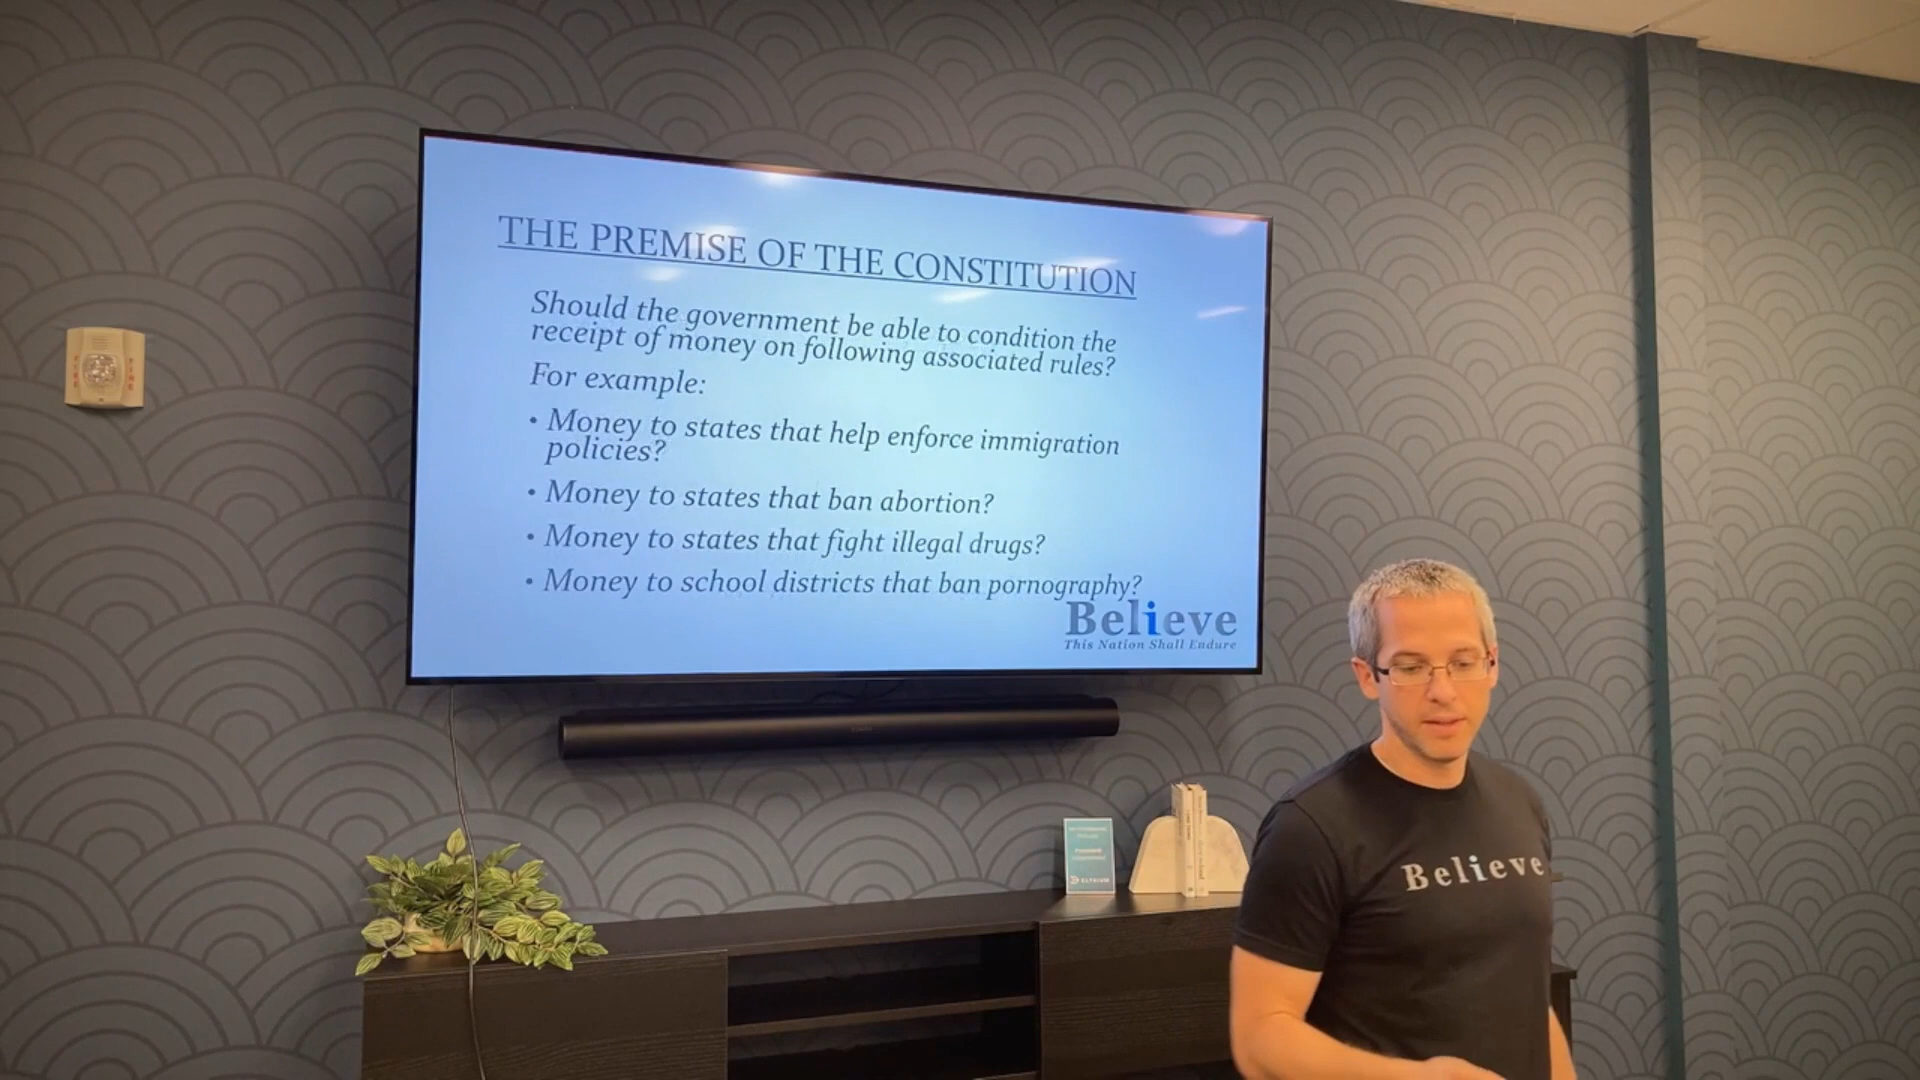 THE PREMISE OF THE CONSTITUTION
Should the government be able to condition the
receipt of money on following associated rules?
For example:
• Money to states that help enforce immigration
policies?
• Money to states that ban abortion?
• Money to states that fight illegal drugs?
• Money to school districts that ban pornography?
Believe
This Nation Shall Endure
FIRE
FIRE
Believe